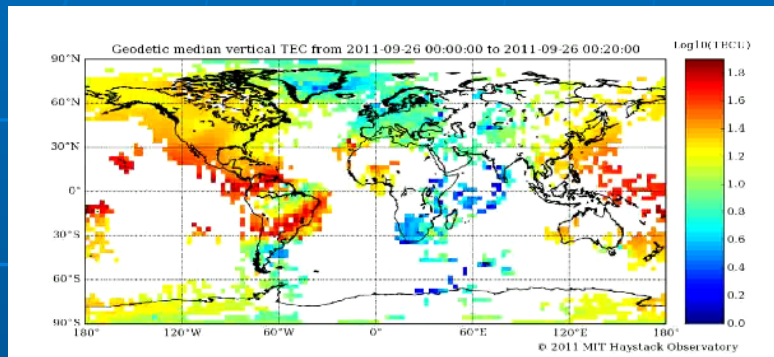 Geodetic median vertical TEC from 2011-09-26 00:00:00 to 2011-09-26 00:20:00
Log10(TECU)
90°N
60°N
30°N
0°
30°S
60°S
90°S
180°
120°W
60°W
0°
60°E
120°E
180°
1.8
1.6
1.4
1.2
1.0
0.8
0.6
0.4
0.2
0.0
© 2011 MIT Haystack Observatory